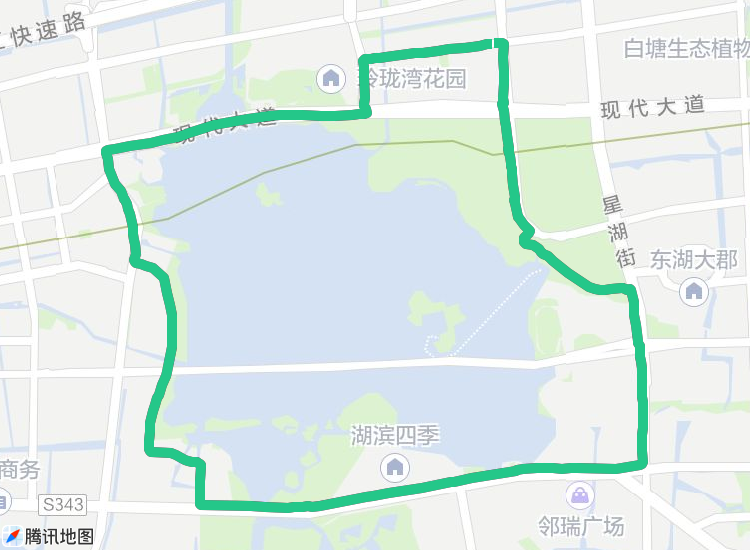 快速路
白塘生态植物
玲珑湾花园
现代大道
现代大道
星湖街
东湖大郡
湖滨四季
商务
S343
邻瑞广场
腾讯地图